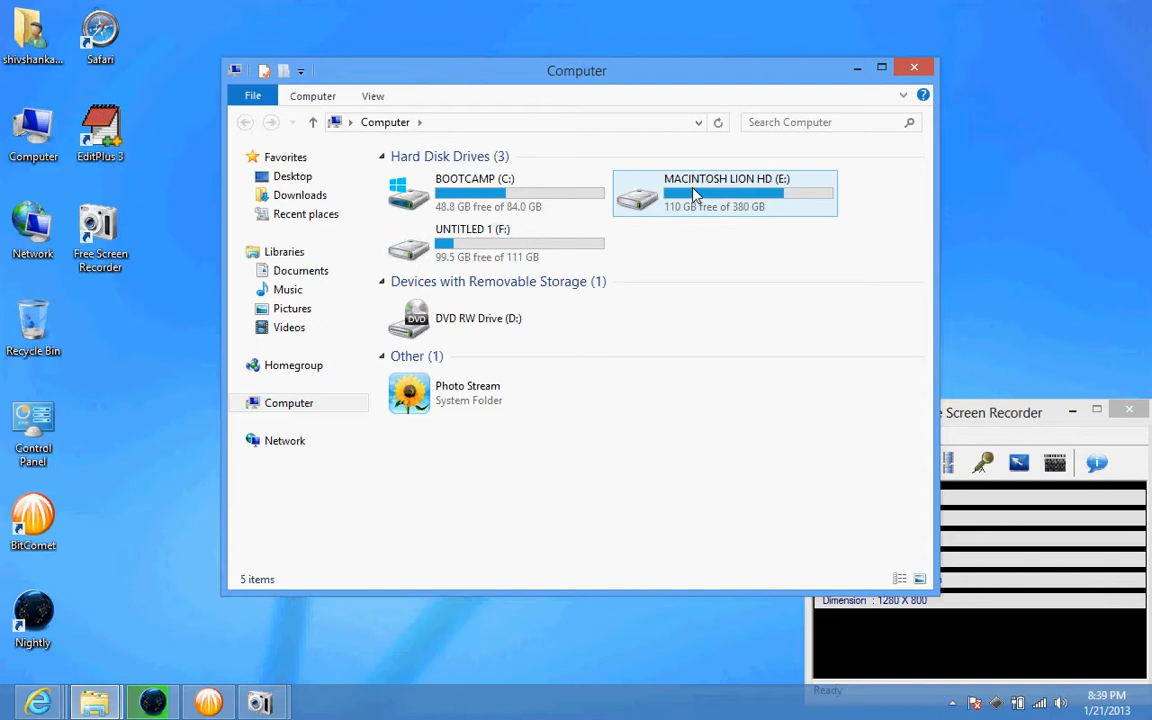 shivshanka...
Safari
Computer
EditPlus 3
Network
Free Screen
Recorder
Recycle Bin
Control
Panel
BitComet
Nightly
Computer
File
Computer
View
Computer
Search Computer
Favorites
Desktop
Downloads
Recent places
Libraries
Documents
Music
Pictures
Videos
Homegroup
Computer
Network
Hard Disk Drives (3)
BOOTCAMP (C:)
48.8 GB free of 84.0 GB
MACINTOSH LION HD (E:)
110 GB free of 380 GB
UNTITLED 1 (F:)
99.5 GB free of 111 GB
Devices with Removable Storage (1)
DVD
DVD RW Drive (D:)
Other (1)
Photo Stream
System Folder
5 items
e Screen Recorder
Dimension : 1280 X 800
Ready
8:39 PM
1/21/2013